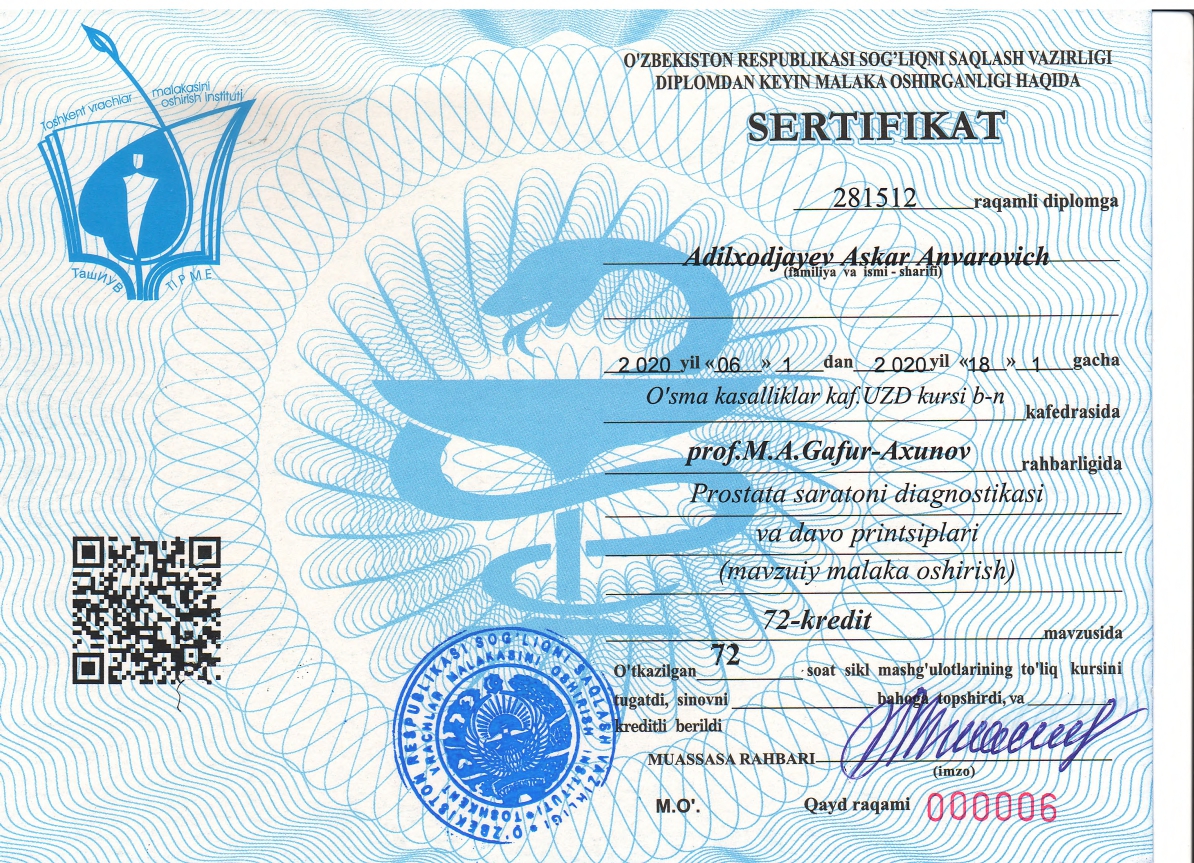 Toshkent vrachlar malakasini
oshirish instituti
ТашИУВ TIPME
O'ZBEKISTON RESPUBLIKASI SOG'LIQNI SAQLASH VAZIRLIGI
DIPLOMDAN KEYIN MALAKA OSHIRGANLIGI HAQIDA
SERTIFIKAT
281512 raqamli diplomga
Adilxodjayev Askar Anvarovich
(familiya va ismi - sharifi)
2 020 yil «06 » 1 dan 2 020 yil «18 » 1 gacha
O'sma kasalliklar kaf.UZD kursi b-n
kafedrasida
prof.M.A.Gafur-Axunov
rahbarligida
Prostata saratoni diagnostikasi
va davo printsiplari
(mavzuiy malaka oshirish)
72-kredit
mavzusida
O'tkazilgan 72 soat sikl mashg'ulotlarining to'liq kursini
tugatdi, sinovni bahoga topshirdi, va
kreditli berildi
MUASSASA RAHBARI
(imzo)
M.O'. Qayd raqami 000006
O'ZBEKISTON RESPUBLIKASI SOG'LIQNI SAQLASH VAZIRLIGI
TOSHKENT VRACHLAR MALAKASINI OSHIRISH INSTITUTI